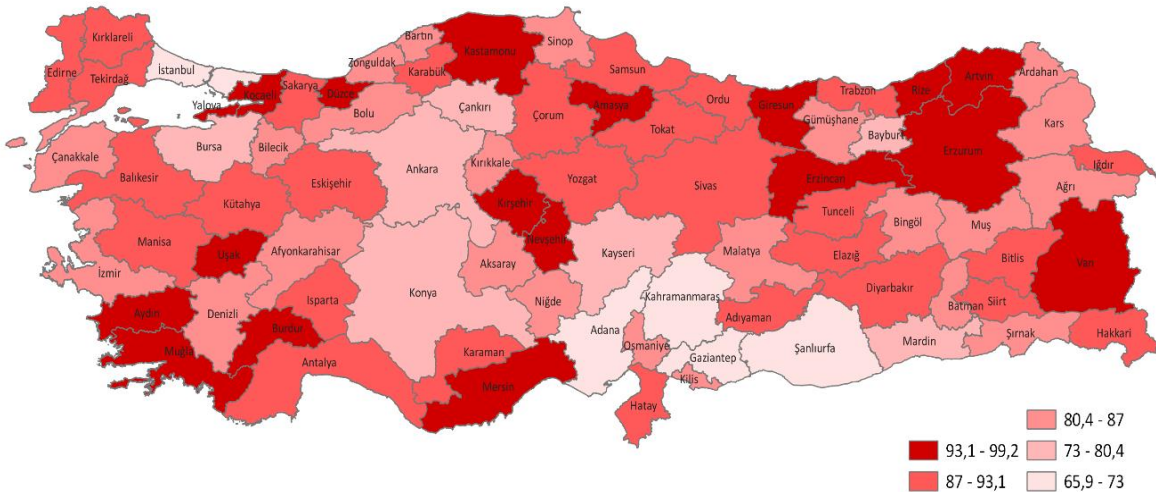 Kırklareli
Edirne
Tekirdağ
İstanbul
Yalova
Kocaeli
Sakarya
Düzce
Zonguldak
Bartın
Karabük
Kastamonu
Sinop
Samsun
Bolu
Çankırı
Çorum
Amasya
Ordu
Tokat
Giresun
Trabzon
Gümüşhane
Rize
Bayburt
Artvin
Ardahan
Kars
Erzurum
Iğdır
Ağrı
Çanakkale
Bursa
Bilecik
Balıkesir
Kütahya
Eskişehir
Ankara
Kırıkkale
Kırşehir
Yozgat
Sivas
Erzincan
Tunceli
Bingöl
Muş
Manisa
Uşak
Afyonkarahisar
İzmir
Konya
Aksaray
Nevşehir
Niğde
Kayseri
Malatya
Elazığ
Diyarbakır
Bitlis
Van
Batman
Siirt
Aydın
Denizli
Isparta
Burdur
Muğla
Antalya
Karaman
Mersin
Adana
Kahramanmaraş
Osmaniye
Adıyaman
Gaziantep
Kilis
Hatay
Şanlıurfa
Mardin
Şırnak
Hakkari
80,4 - 87
93,1 - 99,2
73 - 80,4
87 - 93,1
65,9 - 73